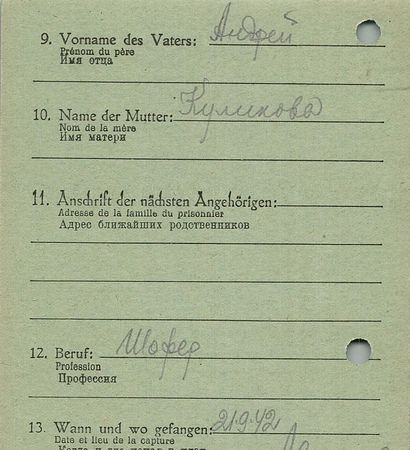 9. Vorname des Vaters: Андрей
Prénom du père
Имя отца
10. Name der Mutter: Куликова
Nom de la mère
Имя матери
11. Anschrift der nächsten Angehörigen:
Adresse de la famille du prisonnier
Адрес ближайших родственников
12. Beruf: Шофер
Profession
Профессия
13. Wann und wo gefangen: 21.9.42
Date et lieu de la capture